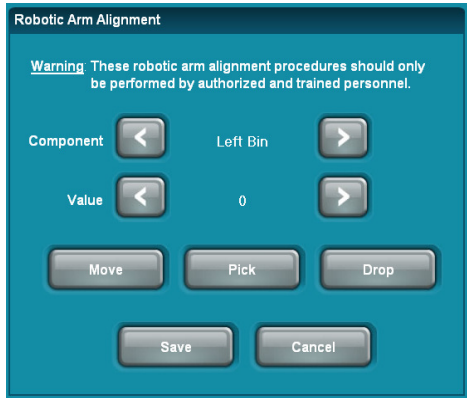 Robotic Arm Alignment
Warning: These robotic arm alignment procedures should only
be performed by authorized and trained personnel.
Component < Left Bin >
Value < 0 >
Move Pick Drop
Save Cancel